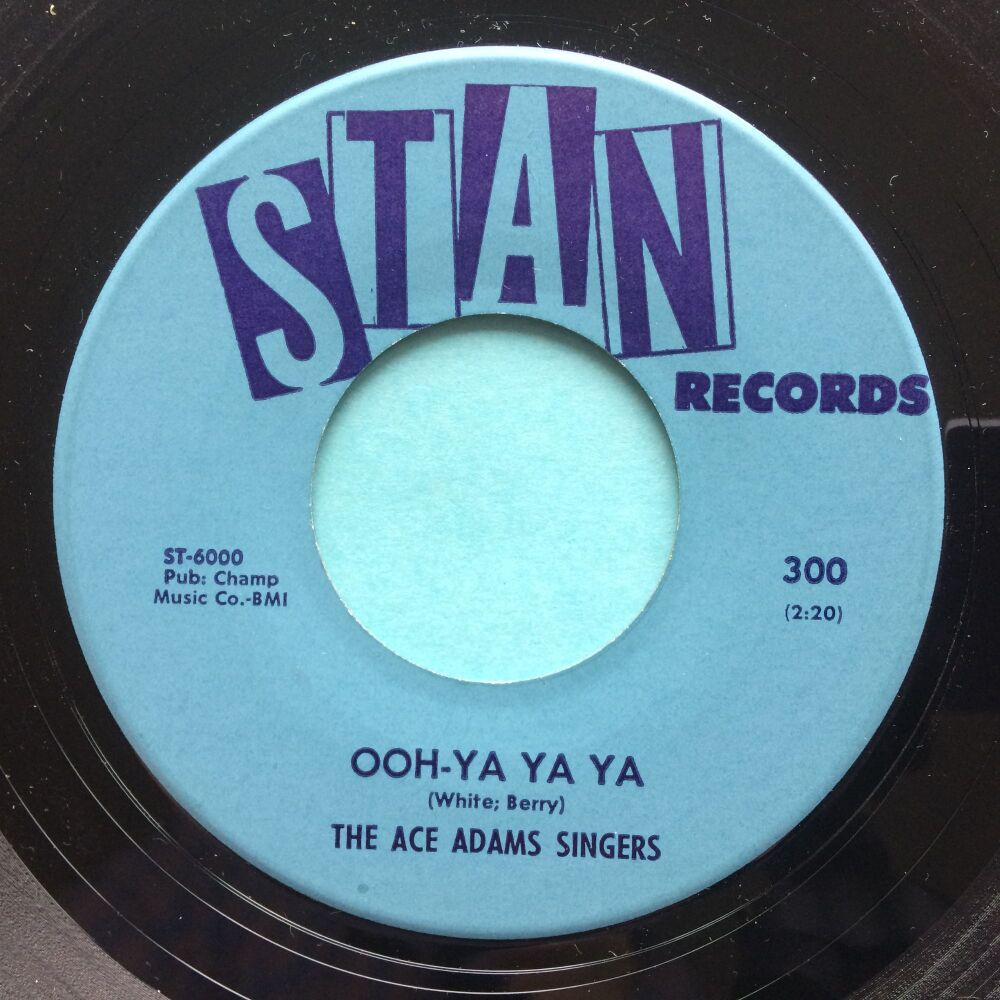 STAN
RECORDS
ST-6000
Pub: Champ
Music Co.-BMI
300
(2:20)
OOH-YA YA YA
(White; Berry)
THE ACE ADAMS SINGERS